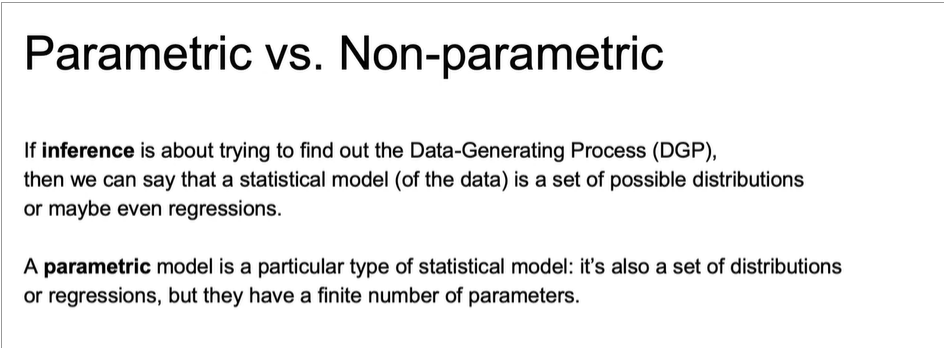 Parametric vs. Non-parametric
If inference is about trying to find out the Data-Generating Process (DGP),
then we can say that a statistical model (of the data) is a set of possible distributions
or maybe even regressions.
A parametric model is a particular type of statistical model: it's also a set of distributions
or regressions, but they have a finite number of parameters.